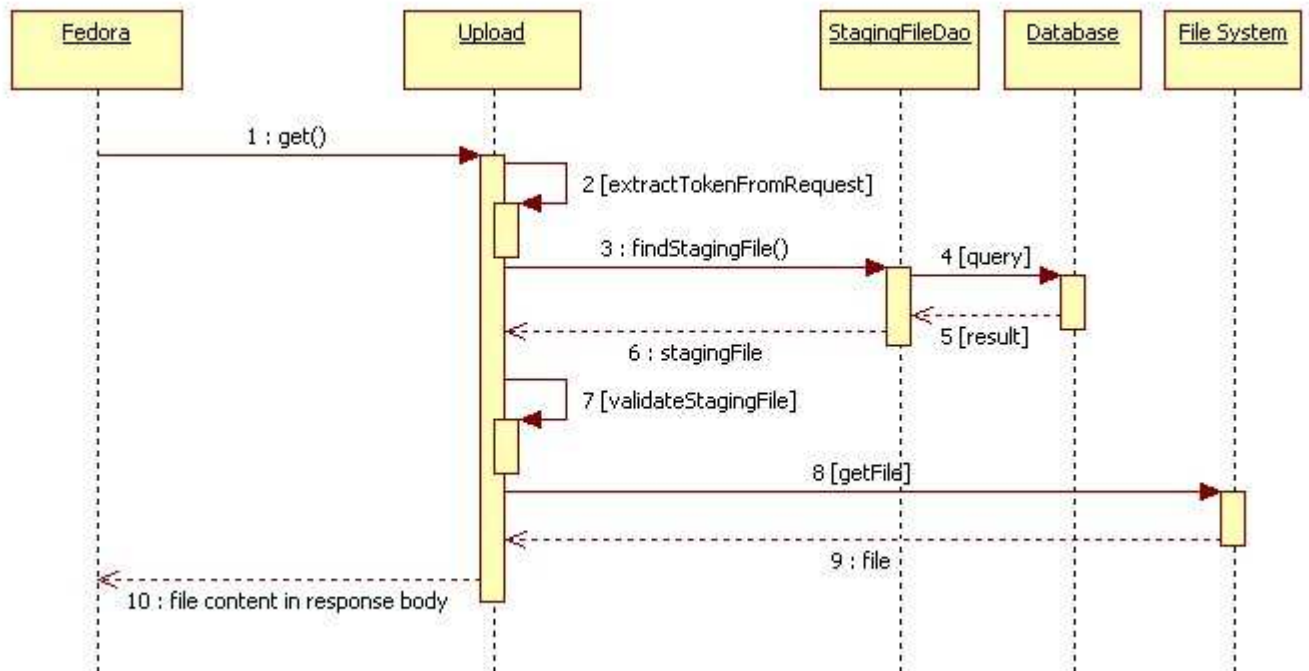 Fedora
Upload
StagingFileDao
Database
File System
1 : get()
2 [extractTokenFromRequest]
3 : findStagingFile()
4 [query]
5 [result]
6 : stagingFile
7 [validateStagingFile]
8 [getFile]
9 : file
10 : file content in response body